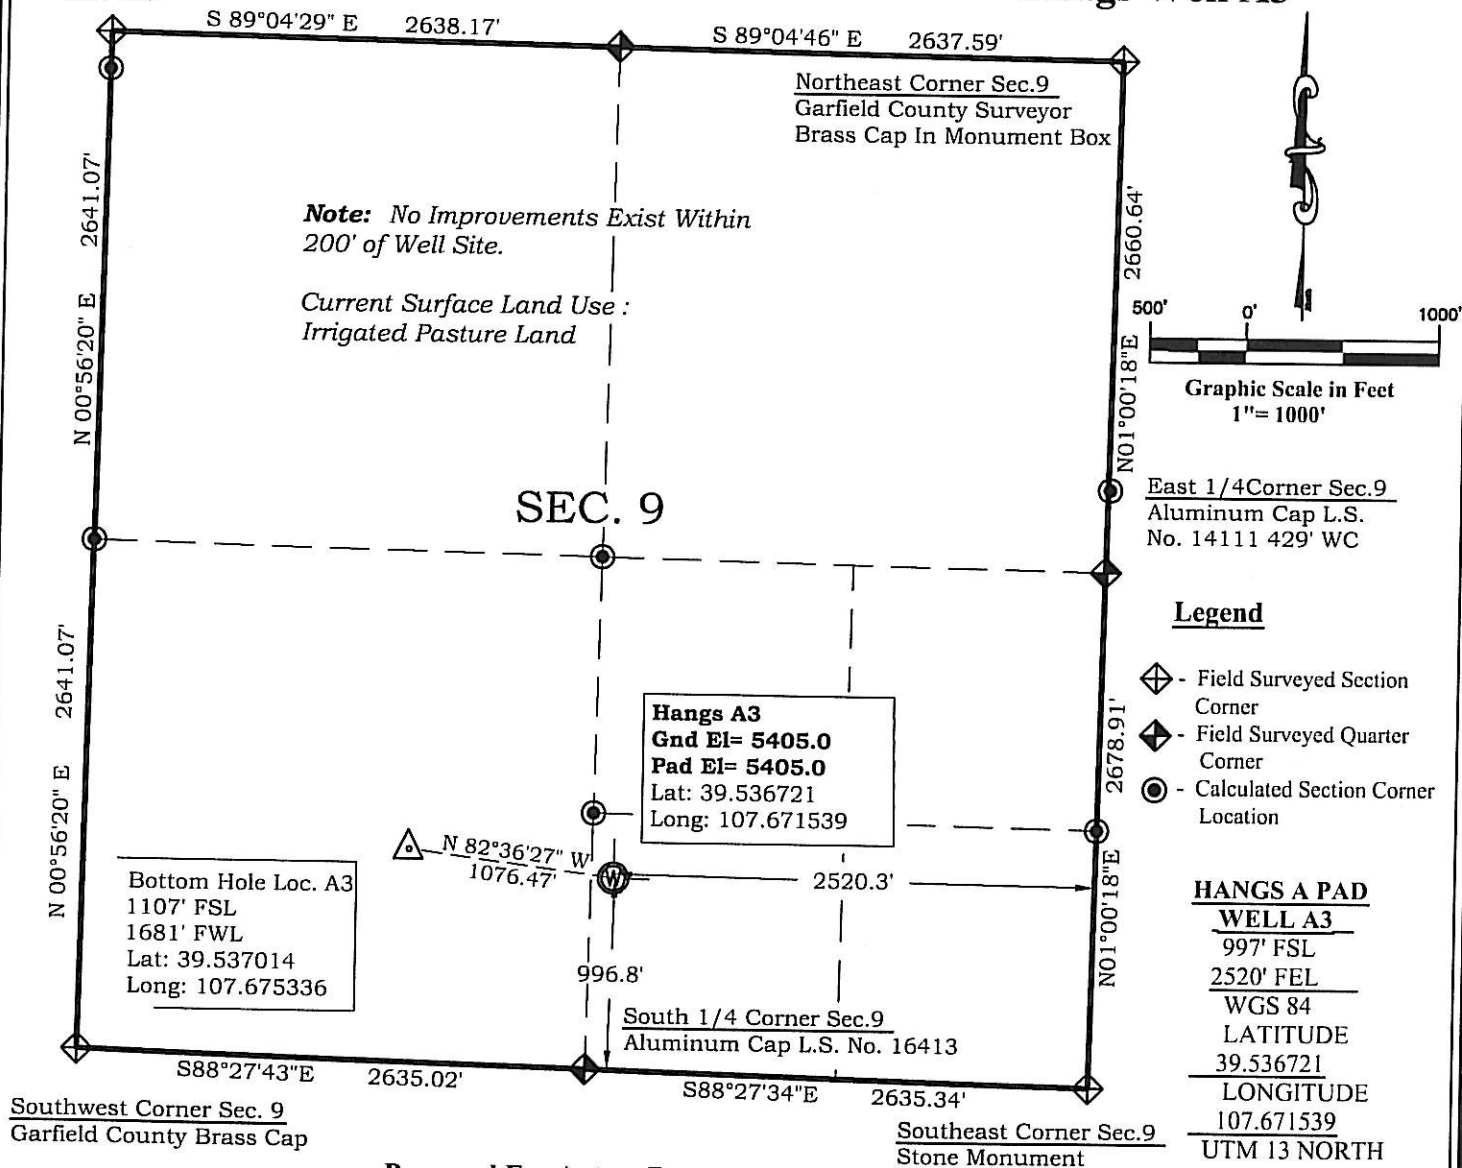 S 89°04'29" E 2638.17'
S 89°04'46" E 2637.59'
Northeast Corner Sec.9
Garfield County Surveyor
Brass Cap In Monument Box
2641.07'
N 00°56'20" E
Note: No Improvements Exist Within
200' of Well Site.
Current Surface Land Use :
Irrigated Pasture Land
2660.64'
N01°00'18"E
500' 0' 1000'
Graphic Scale in Feet
1"= 1000'
SEC. 9
East 1/4Corner Sec.9
Aluminum Cap L.S.
No. 14111 429' WC
Legend
- Field Surveyed Section
Corner
- Field Surveyed Quarter
Corner
- Calculated Section Corner
Location
2641.07'
N 00°56'20" E
Hangs A3
Gnd El= 5405.0
Pad El= 5405.0
Lat: 39.536721
Long: 107.671539
2678.91'
N01°00'18"E
N 82°36'27" W
1076.47'
W
2520.3'
996.8'
Bottom Hole Loc. A3
1107' FSL
1681' FWL
Lat: 39.537014
Long: 107.675336
HANGS A PAD
WELL A3
997' FSL
2520' FEL
WGS 84
LATITUDE
39.536721
LONGITUDE
107.671539
UTM 13 NORTH
South 1/4 Corner Sec.9
Aluminum Cap L.S. No. 16413
S88°27'43"E 2635.02'
S88°27'34"E 2635.34'
Southwest Corner Sec. 9
Garfield County Brass Cap
Southeast Corner Sec.9
Stone Monument